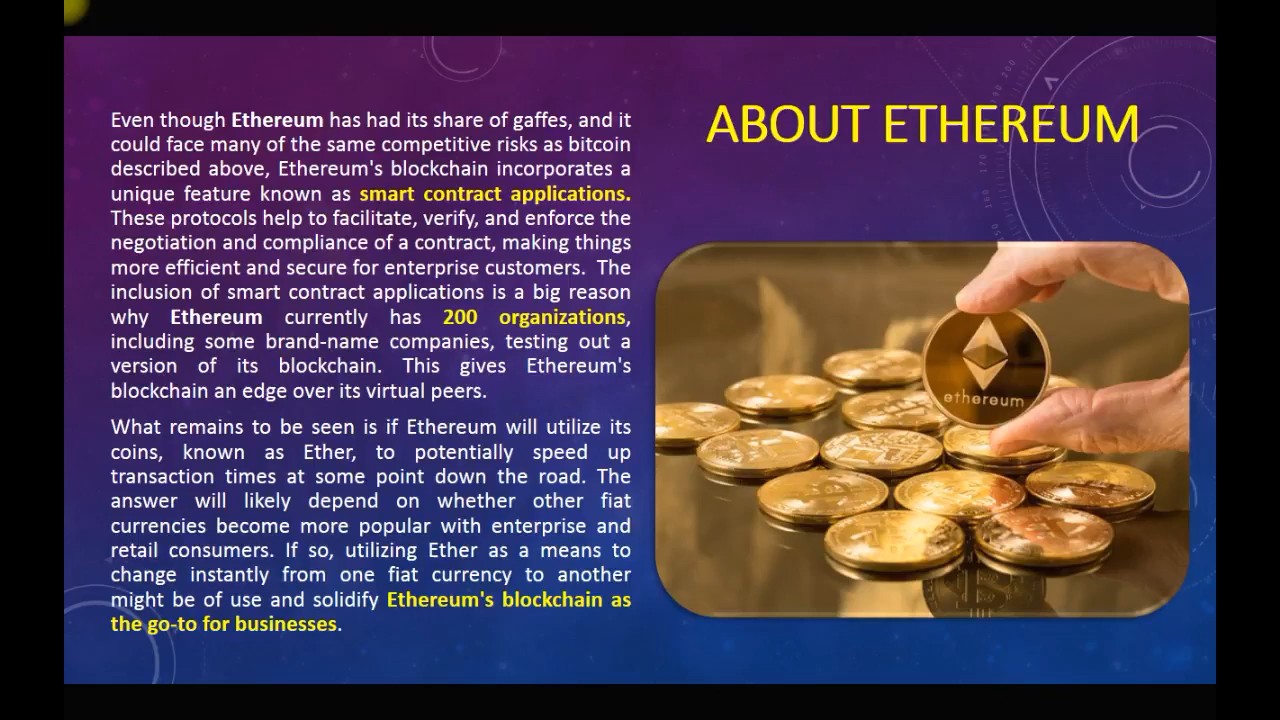 ABOUT ETHEREUM
Even though Ethereum has had its share of gaffes, and it
could face many of the same competitive risks as bitcoin
described above, Ethereum's blockchain incorporates a
unique feature known as smart contract applications.
These protocols help to facilitate, verify, and enforce the
negotiation and compliance of a contract, making things
more efficient and secure for enterprise customers.  The
inclusion of smart contract applications is a big reason
why Ethereum currently has 200 organizations,
including some brand-name companies, testing out a
version of its blockchain. This gives Ethereum's
blockchain an edge over its virtual peers.
What remains to be seen is if Ethereum will utilize its
coins, known as Ether, to potentially speed up
transaction times at some point down the road. The
answer will likely depend on whether other fiat
currencies become more popular with enterprise and
retail consumers. If so, utilizing Ether as a means to
change instantly from one fiat currency to another
might be of use and solidify Ethereum's blockchain as
the go-to for businesses.
ethereum